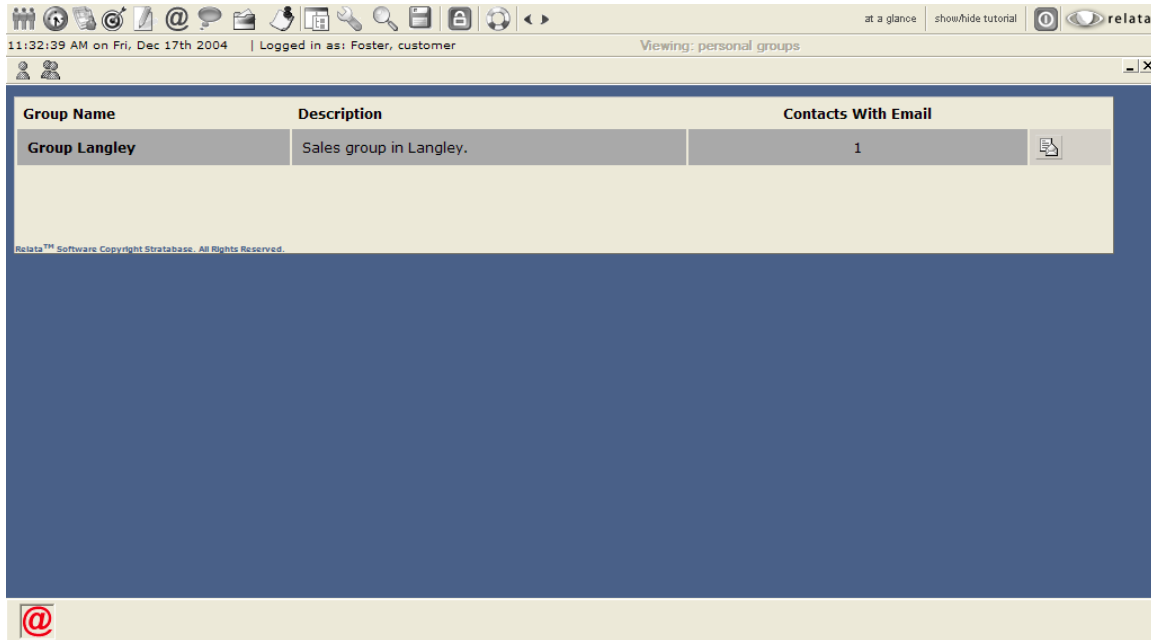 at a glance show/hide tutorial relata
11:32:39 AM on Fri, Dec 17th 2004 | Logged in as: Foster, customer Viewing: personal groups
Group Name Description Contacts With Email
Group Langley Sales group in Langley. 1
Relata™ Software Copyright Stratabase. All Rights Reserved.
@